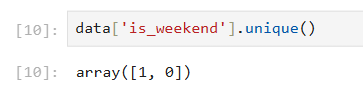 [10]: data['is_weekend'].unique()
[10]: array([1, 0])